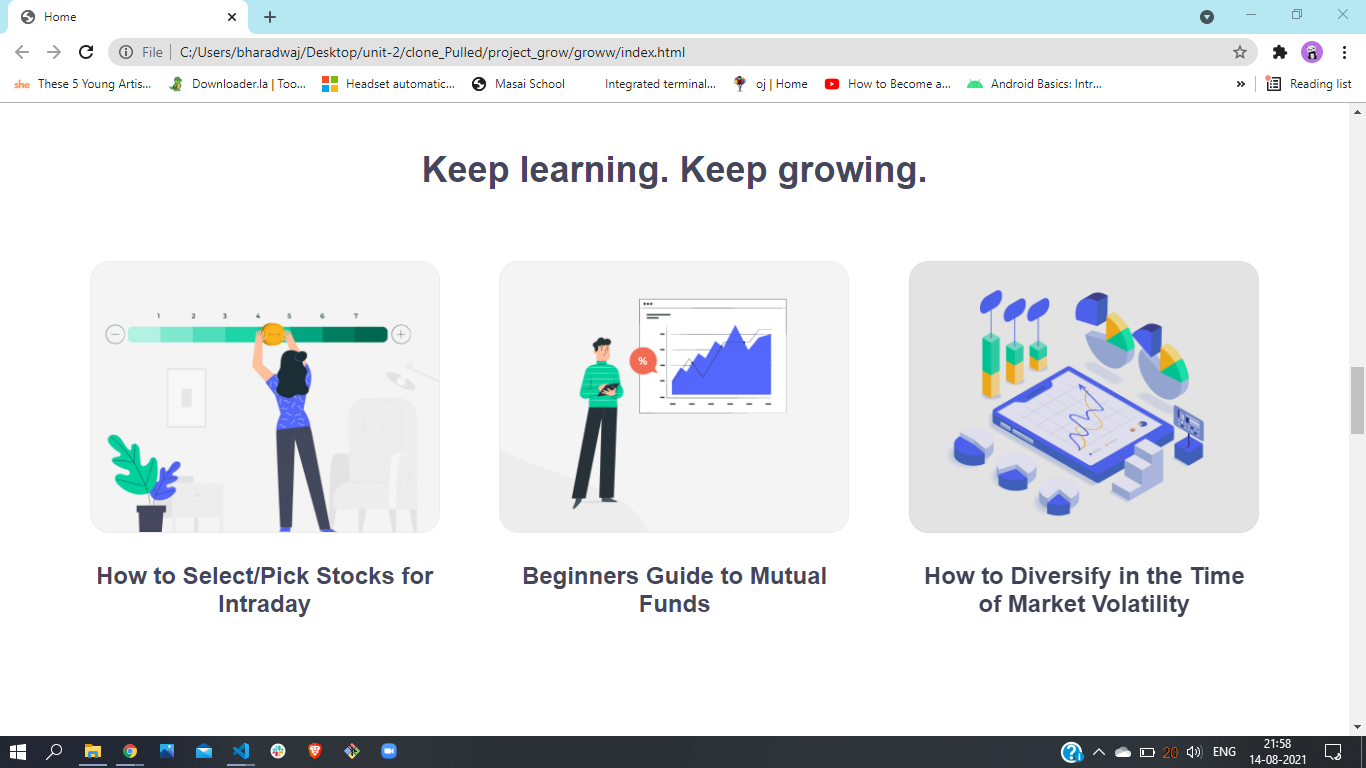 Home
File
C:/Users/bharadwaj/Desktop/unit-2/clone_Pulled/project_grow/groww/index.html
she These 5 Young Artis... Downloader.la | Too... Headset automatic... Masai School Integrated terminal... oj | Home How to Become a... Android Basics: Intr... » Reading list
Keep learning. Keep growing.
1 2 3 4 5 6 7
%
How to Select/Pick Stocks for
Intraday
Beginners Guide to Mutual
Funds
How to Diversify in the Time
of Market Volatility
20 ENG
21:58
14-08-2021